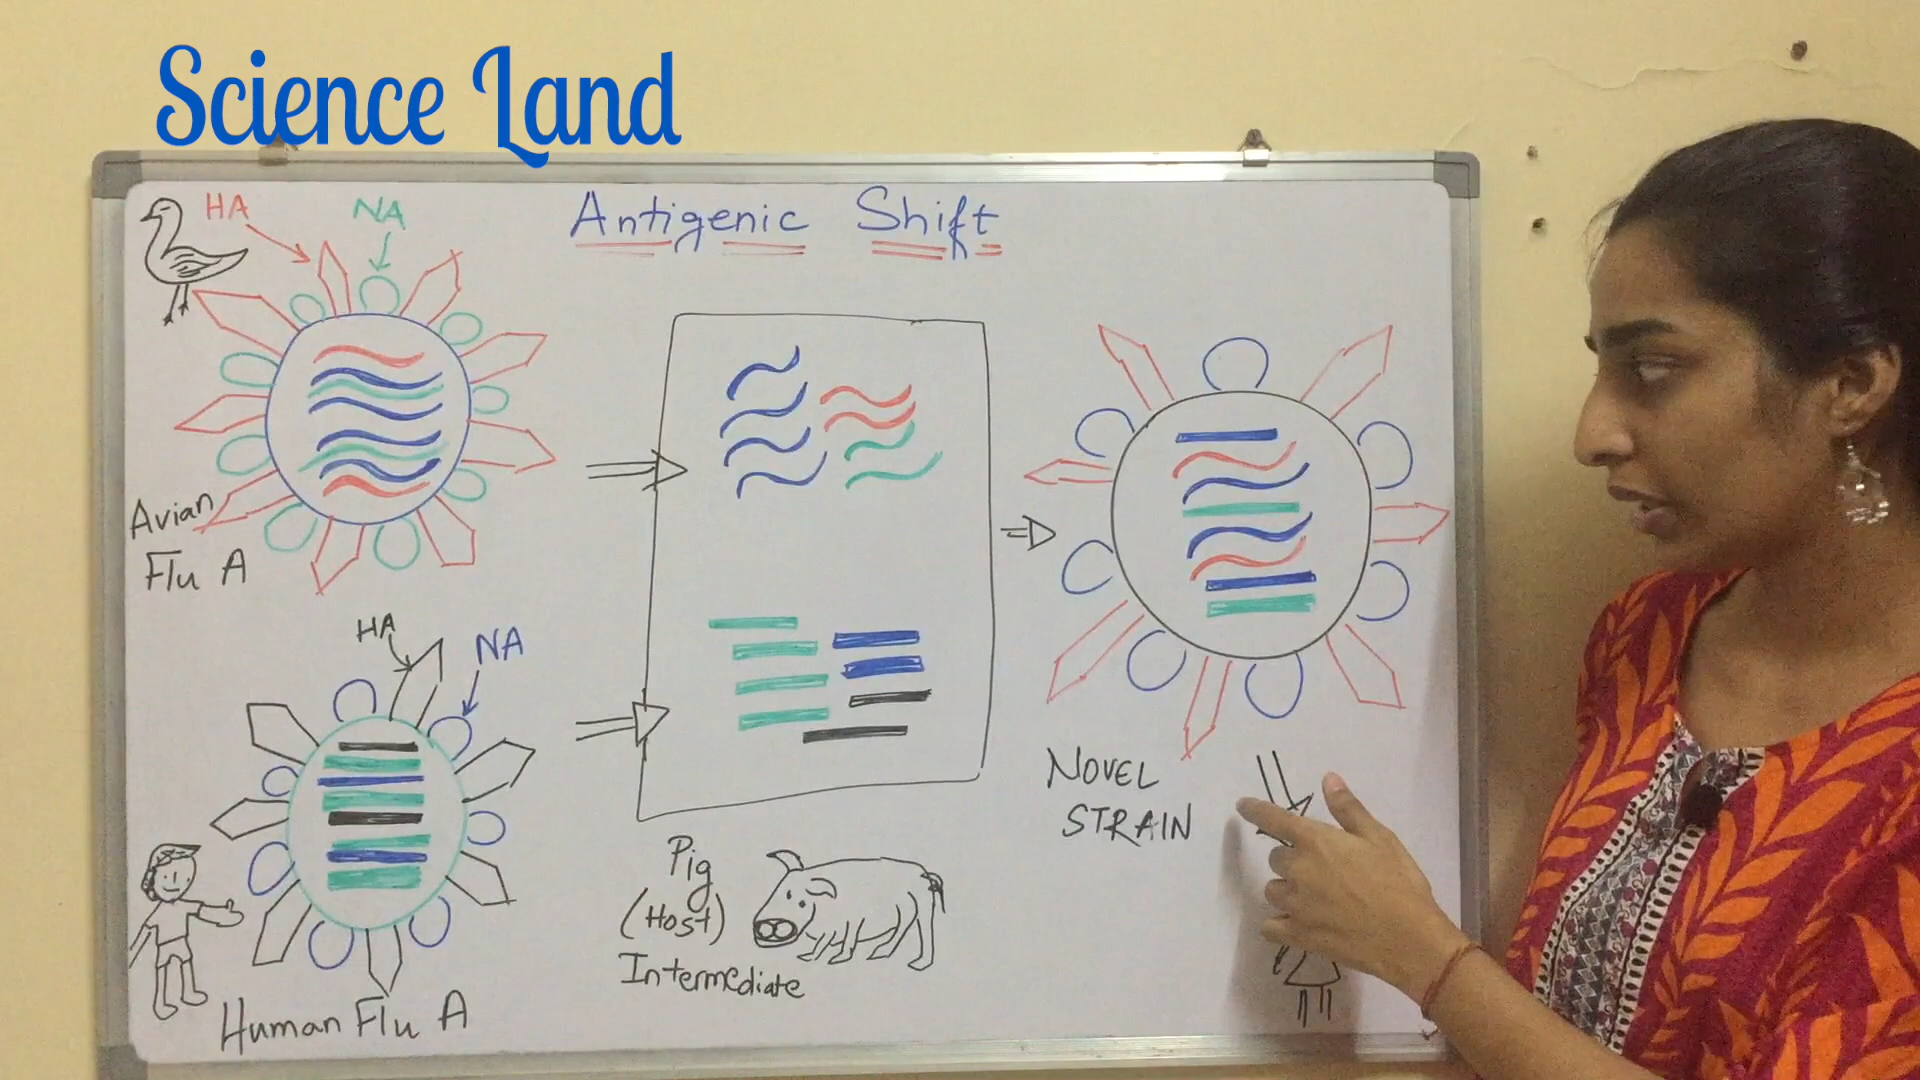 Science Land
Antigenic Shift
HA
NA
Avian
Flu A
HA
NA
Human Flu A
Pig
(Host)
Intermediate
NOVEL
STRAIN